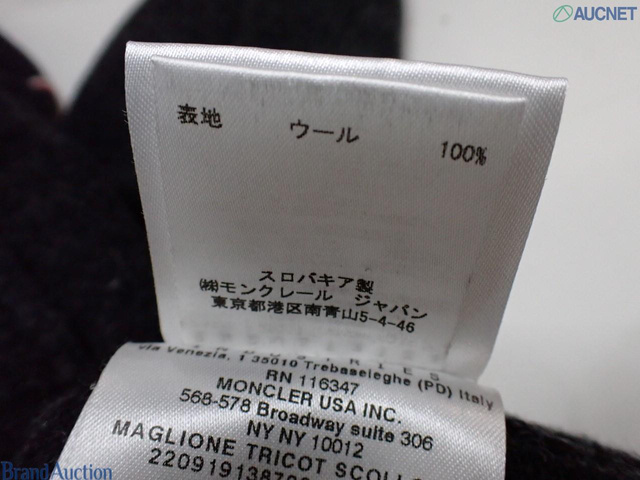 AUCNET
表地 ウール 100%
スロバキア製
㈱モンクレール ジャパン
東京都港区南青山5-4-46
via Venezia, 1 35010 Trebaseleghe (PD) Italy
RN 116347
MONCLER USA INC.
568-578 Broadway suite 306
NY NY 10012
MAGLIONE TRICOT SCOLLO
Brand Auction